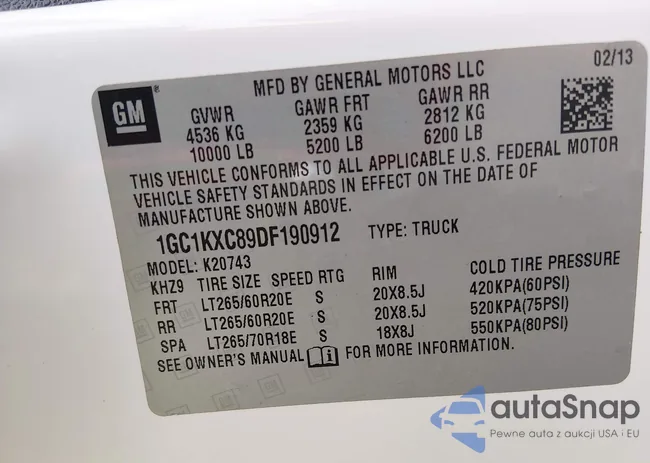 MFD BY GENERAL MOTORS LLC 02/13
GM
GVWR GAWR FRT GAWR RR
4536 KG 2359 KG 2812 KG
10000 LB 5200 LB 6200 LB
THIS VEHICLE CONFORMS TO ALL APPLICABLE U.S. FEDERAL MOTOR
VEHICLE SAFETY STANDARDS IN EFFECT ON THE DATE OF
MANUFACTURE SHOWN ABOVE.
1GC1KXC89DF190912 TYPE: TRUCK
MODEL: K20743
KHZ9 TIRE SIZE SPEED RTG RIM COLD TIRE PRESSURE
FRT LT265/60R20E S 20X8.5J 420KPA(60PSI)
RR LT265/60R20E S 20X8.5J 520KPA(75PSI)
SPA LT265/70R18E S 18X8J 550KPA(80PSI)
SEE OWNER'S MANUAL FOR MORE INFORMATION.
autaSnap
Pewne auta z aukcji USA i EU